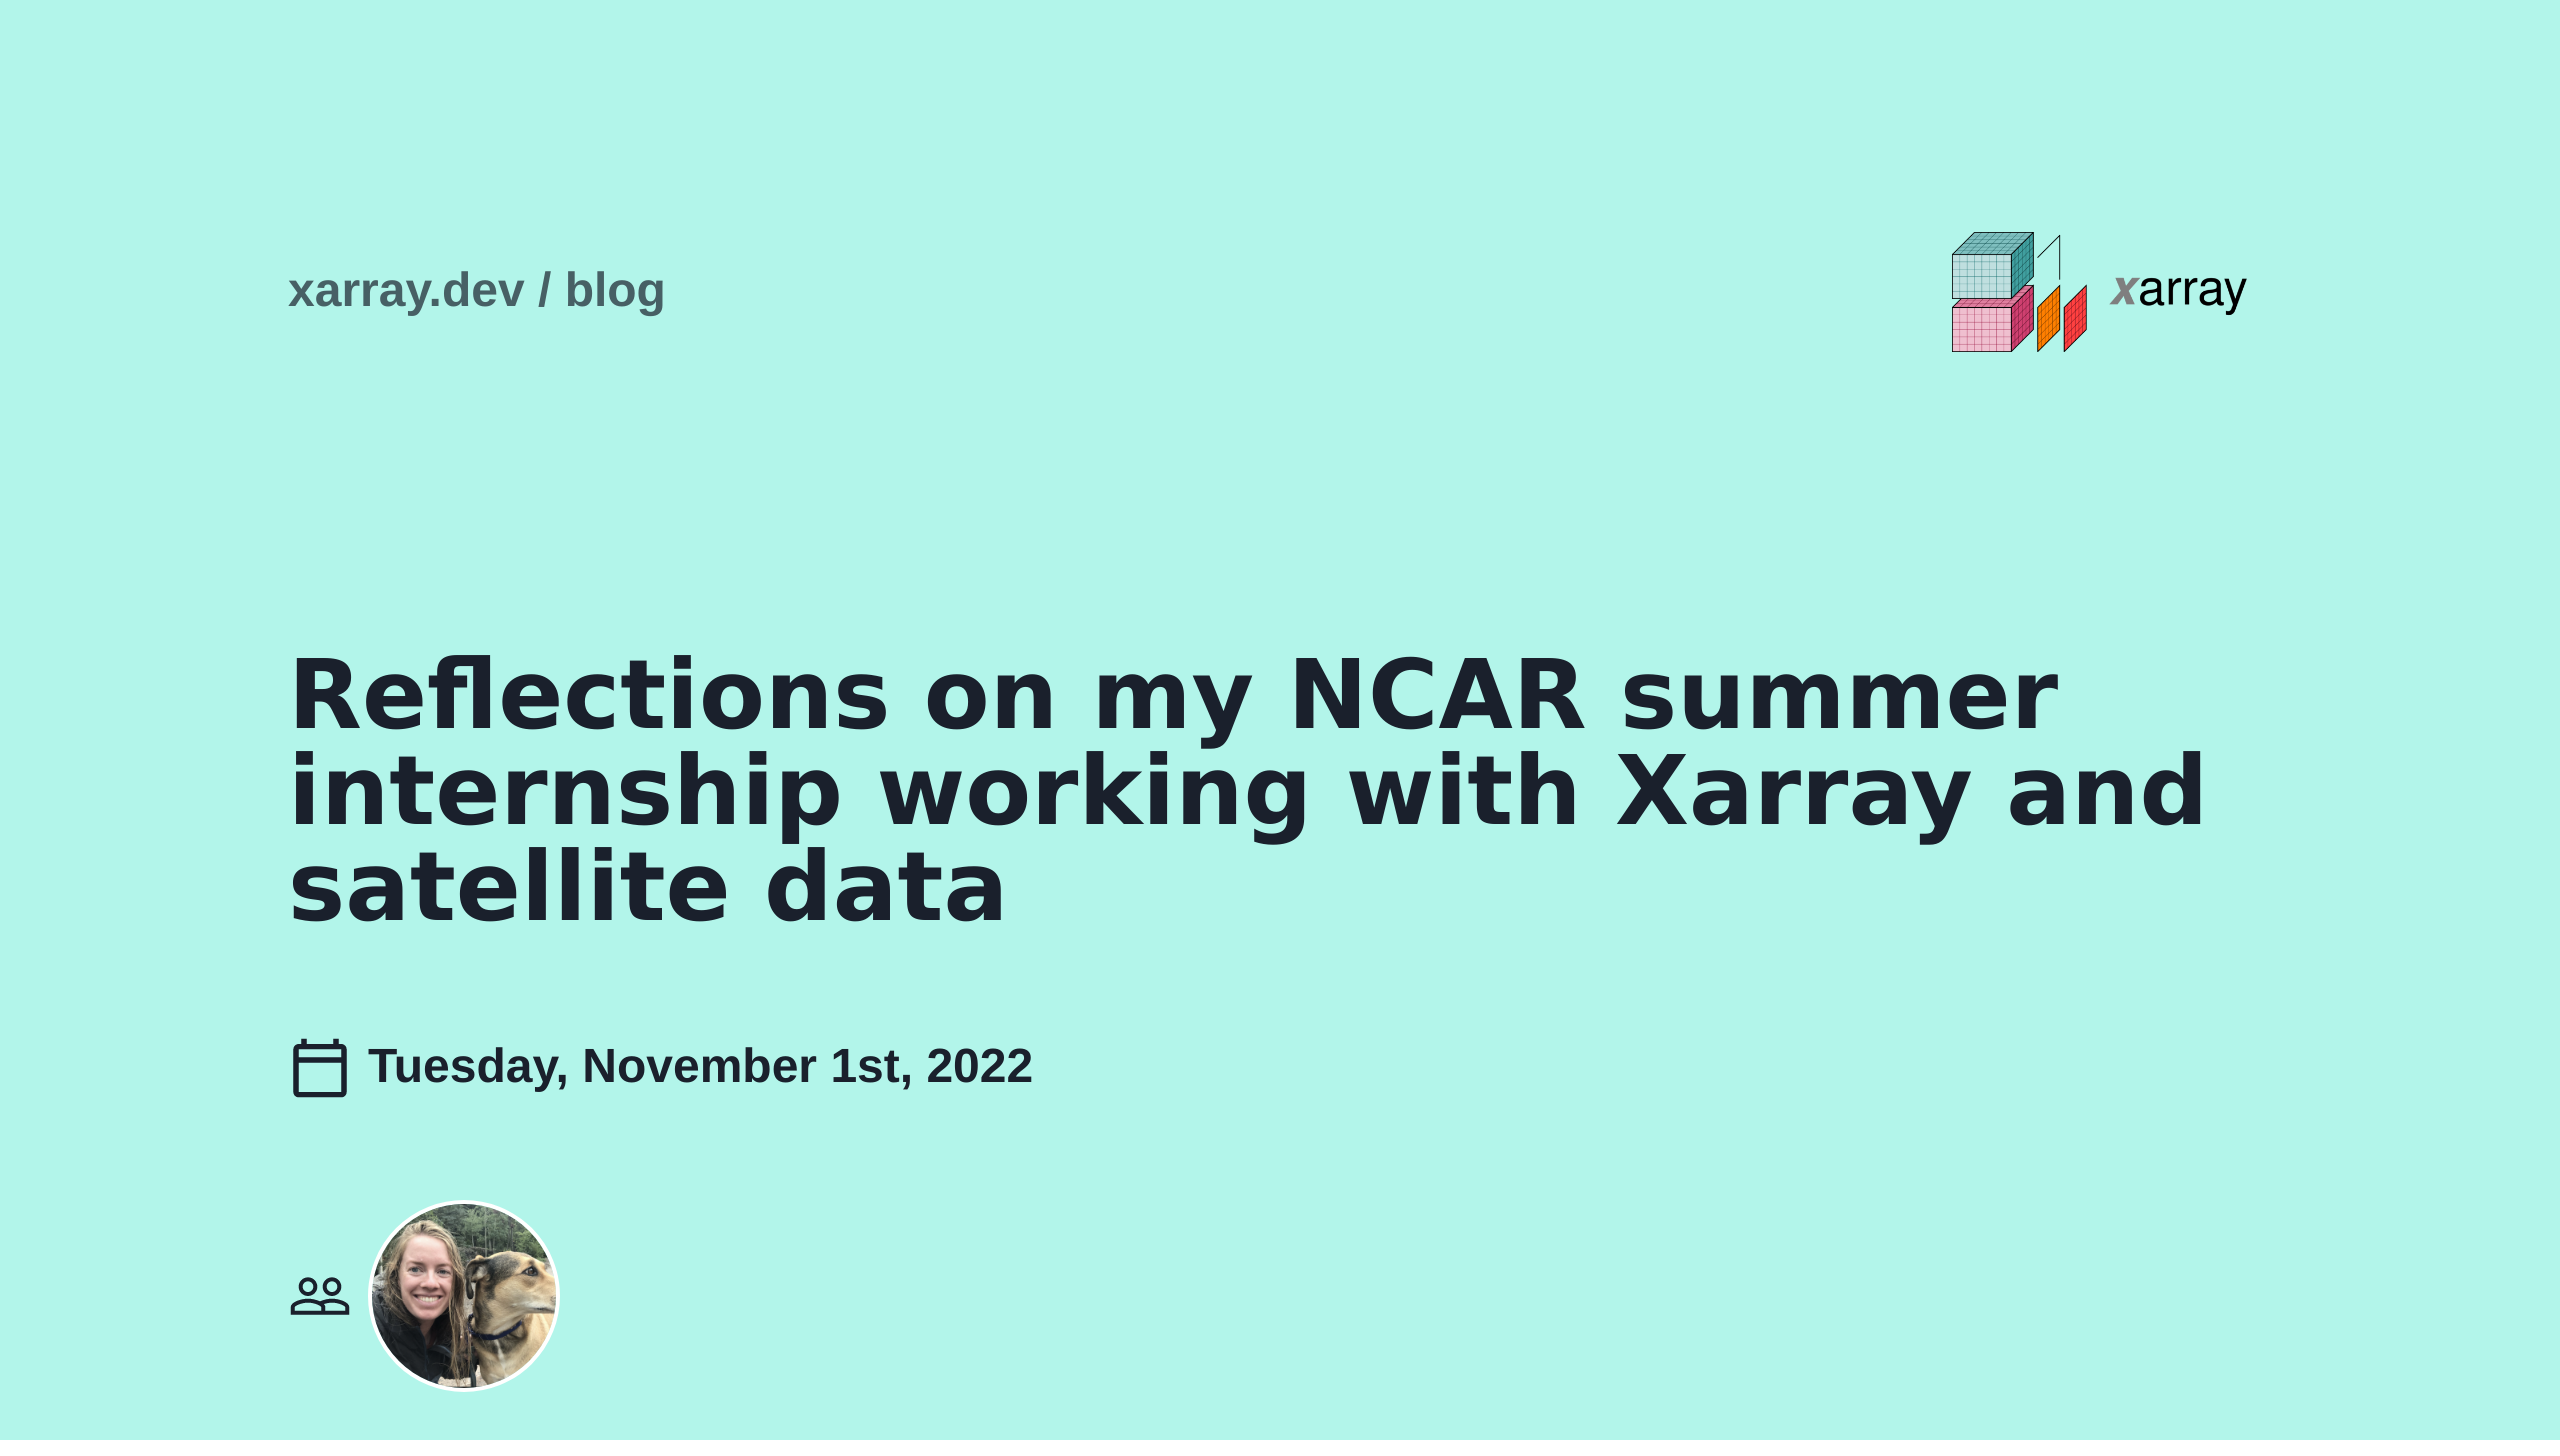 xarray.dev / blog
xarray
Reflections on my NCAR summer
internship working with Xarray and
satellite data
Tuesday, November 1st, 2022